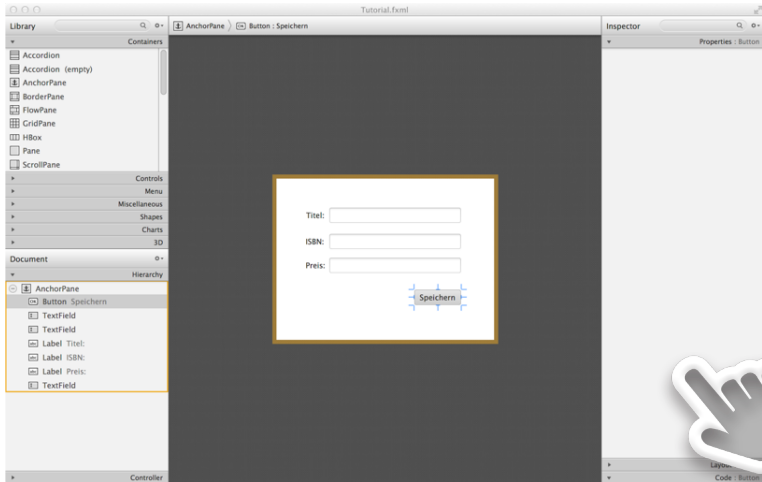 Tutorial.fxml
Library
AnchorPane
Button : Speichern
Inspector
Containers
Properties : Button
Accordion
Accordion (empty)
AnchorPane
BorderPane
FlowPane
GridPane
HBox
Pane
ScrollPane
Controls
Menu
Miscellaneous
Shapes
Charts
3D
Document
Hierarchy
AnchorPane
Button Speichern
TextField
TextField
Label Titel:
Label ISBN:
Label Preis:
TextField
Controller
Titel:
ISBN:
Preis:
Speichern
Code : Button